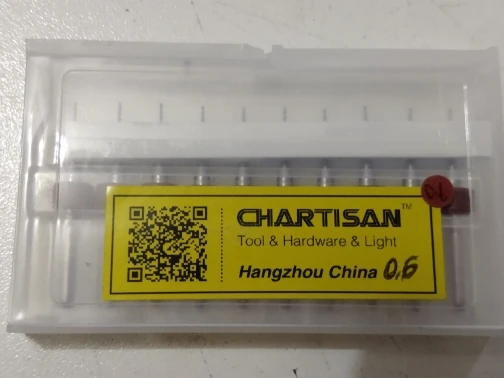 CHARTISAN™
Tool & Hardware & Light
Hangzhou China 0,6